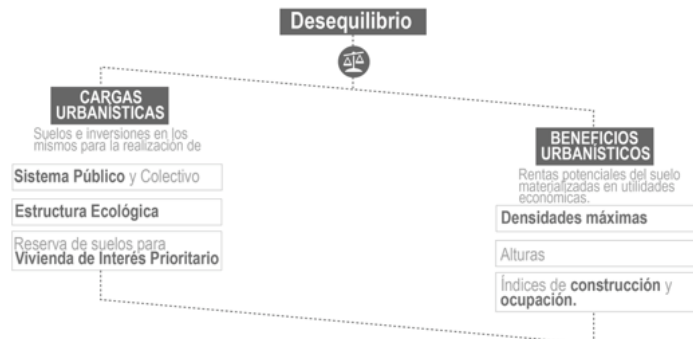 Desequilibrio
CARGAS
URBANÍSTICAS
Suelos e inversiones en los
mismos para la realización de
Sistema Público y Colectivo
Estructura Ecológica
Reserva de suelos para
Vivienda de Interés Prioritario
BENEFICIOS
URBANÍSTICOS
Rentas potenciales del suelo
materializadas en utilidades
económicas.
Densidades máximas
Alturas
Índices de construcción y
ocupación.